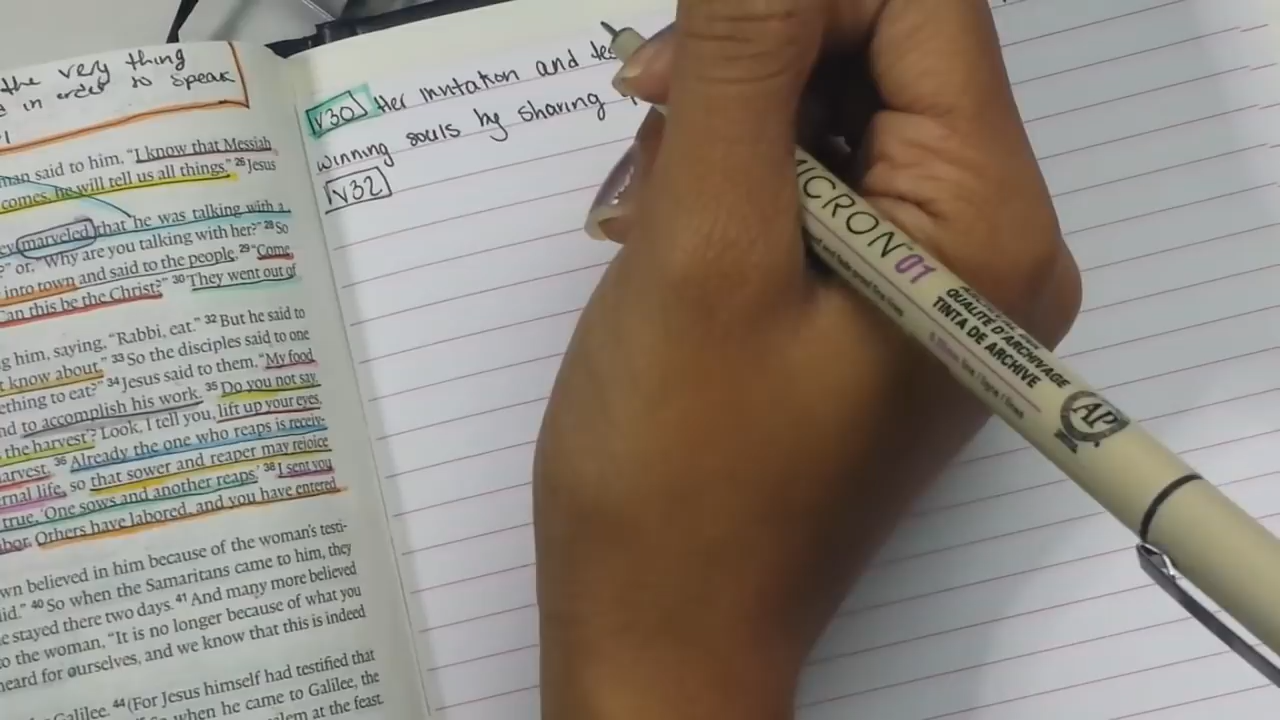 the very thing
in order to speak
man said to him, "I know that Messiah
comes, he will tell us all things." 26 Jesus
marveled that he was talking with a
or, "Why are you talking with her?" 28 So
into town and said to the people, 29 "Come,
Can this be the Christ?" 30 They went out of
him, saying, "Rabbi, eat." 32 But he said to
know about." 33 So the disciples said to one
to eat?" 34 Jesus said to them, "My food
to accomplish his work. 35 Do you not say,
the harvest'? Look, I tell you, lift up your eyes,
36 Already the one who reaps is receiv-
life, so that sower and reaper may rejoice
true, 'One sows and another reaps.' 38 I sent you
Others have labored, and you have entered
believed in him because of the woman's testi-
40 So when the Samaritans came to him, they
stayed there two days. 41 And many more believed
the woman, "It is no longer because of what you
heard for ourselves, and we know that this is indeed
Galilee. 44 (For Jesus himself had testified that
when he came to Galilee, the
at the feast.
v30 Her invitation and
winning souls by sharing
v32
MICRON 01
QUALITÉ D'ARCHIVAGE
TINTA DE ARCHIVE
AP